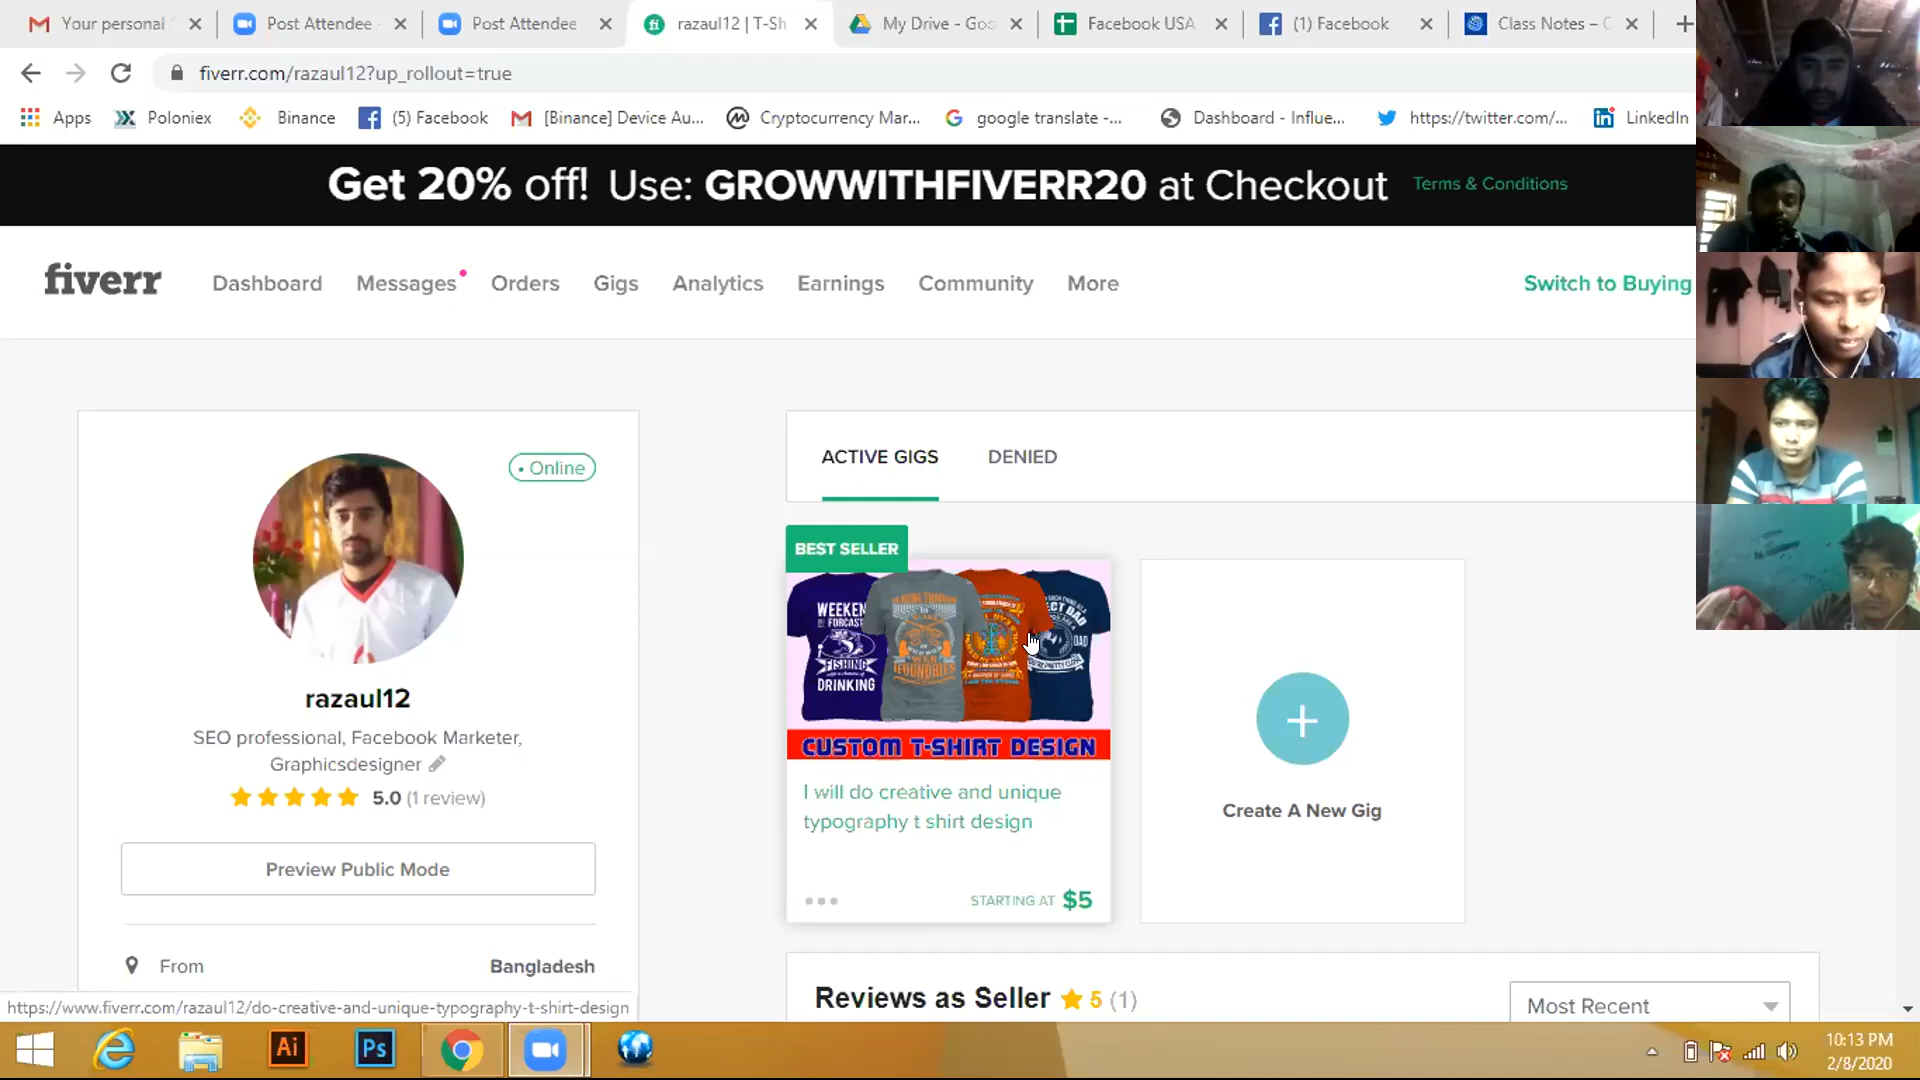 Your personal
Post Attendee -
Post Attendee
razaul12 | T-Sh
My Drive - Goo
Facebook USA
(1) Facebook
Class Notes – C
fiverr.com/razaul12?up_rollout=true
Apps
Poloniex
Binance
(5) Facebook
[Binance] Device Au...
Cryptocurrency Mar...
google translate -...
Dashboard - Influe...
https://twitter.com/...
LinkedIn
Get 20% off! Use: GROWWITHFIVERR20 at Checkout
Terms & Conditions
fiverr
Dashboard
Messages
Orders
Gigs
Analytics
Earnings
Community
More
Switch to Buying
Online
razaul12
SEO professional, Facebook Marketer,
Graphicsdesigner
5.0 (1 review)
Preview Public Mode
From
Bangladesh
ACTIVE GIGS
DENIED
BEST SELLER
WEEKEN
FORCAST
FISHING
DRINKING
FOUNDRIES
DAD
CUSTOM T-SHIRT DESIGN
I will do creative and unique
typography t shirt design
STARTING AT $5
Create A New Gig
Reviews as Seller 5 (1)
Most Recent
https://www.fiverr.com/razaul12/do-creative-and-unique-typography-t-shirt-design
Ai
Ps
10:13 PM
2/8/2020